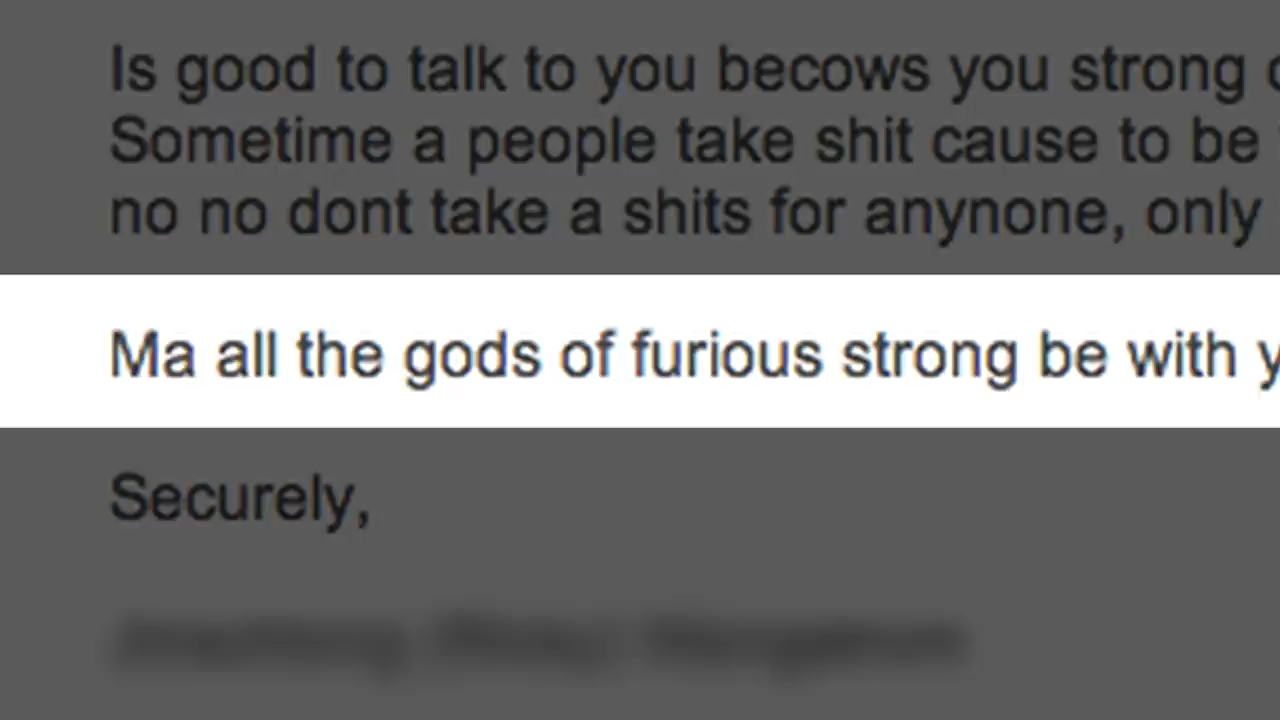 Is good to talk to you becows you strong
Sometime a people take shit cause to be
no no dont take a shits for anynone, only
Ma all the gods of furious strong be with
Securely,